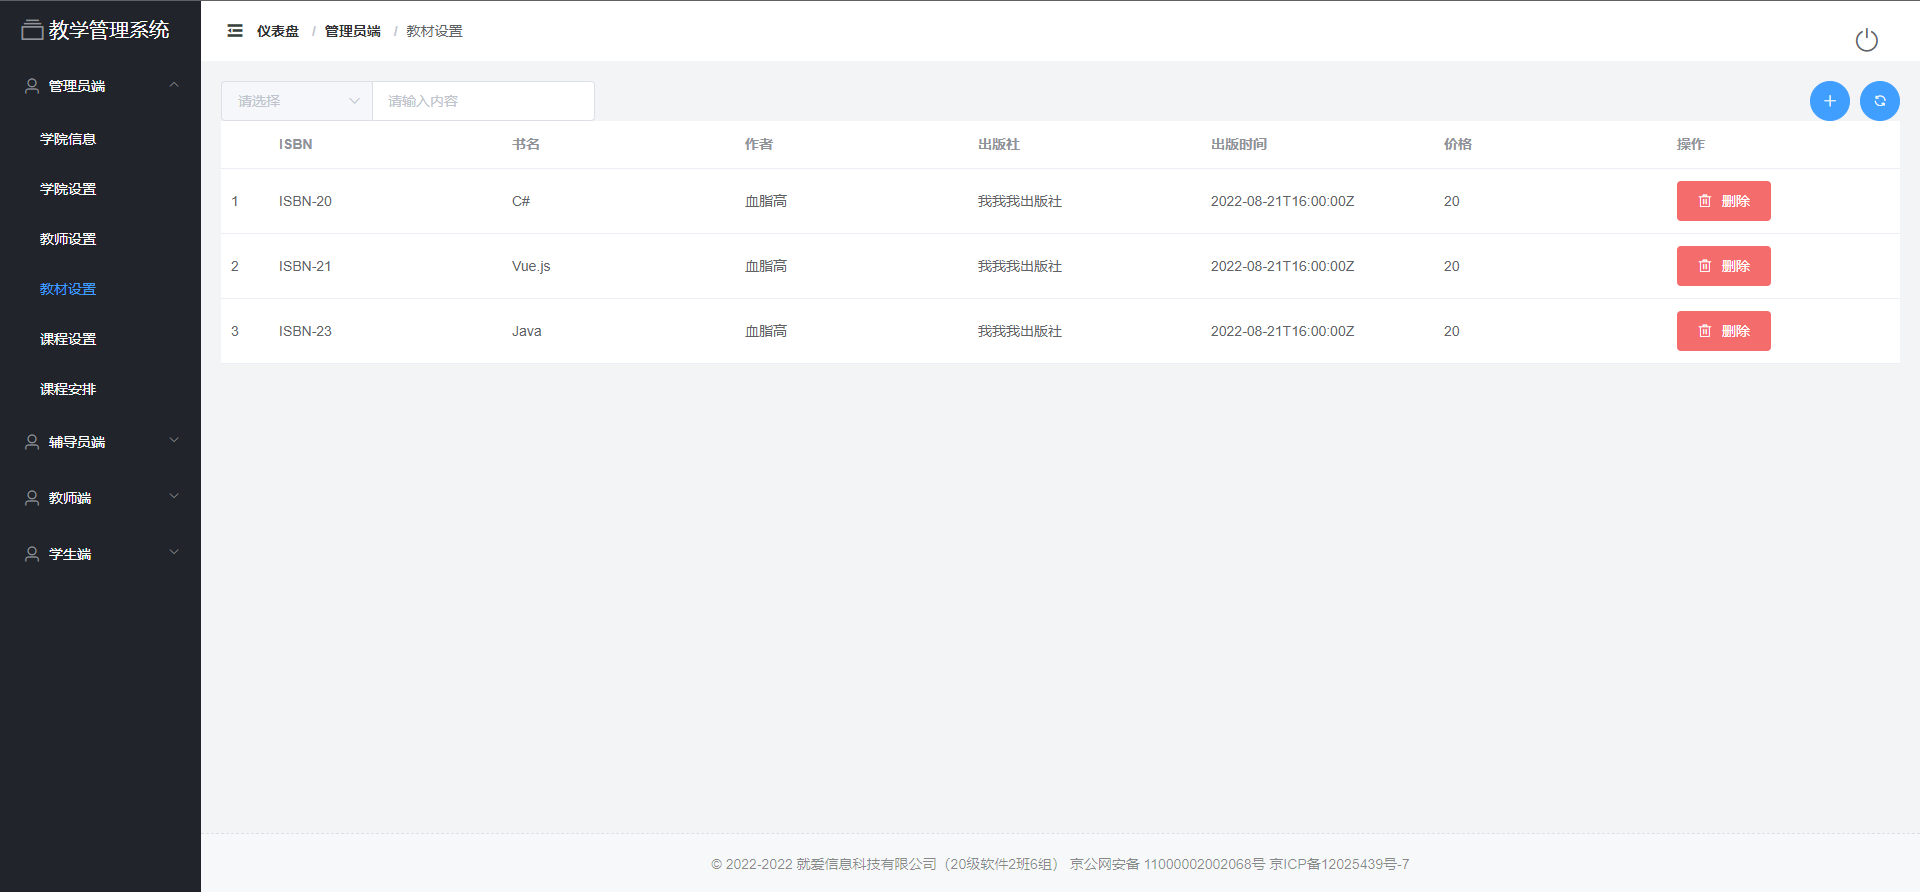 教学管理系统
管理员端
学院信息
学院设置
教师设置
教材设置
课程设置
课程安排
辅导员端
教师端
学生端
仪表盘 / 管理员端 / 教材设置
请选择 请输入内容
ISBN 书名 作者 出版社 出版时间 价格 操作
1 ISBN-20 C# 血脂高 我我我出版社 2022-08-21T16:00:00Z 20 删除
2 ISBN-21 Vue.js 血脂高 我我我出版社 2022-08-21T16:00:00Z 20 删除
3 ISBN-23 Java 血脂高 我我我出版社 2022-08-21T16:00:00Z 20 删除
© 2022-2022 就爱信息科技有限公司（20级软件2班6组） 京公网安备 11000002002068号 京ICP备12025439号-7